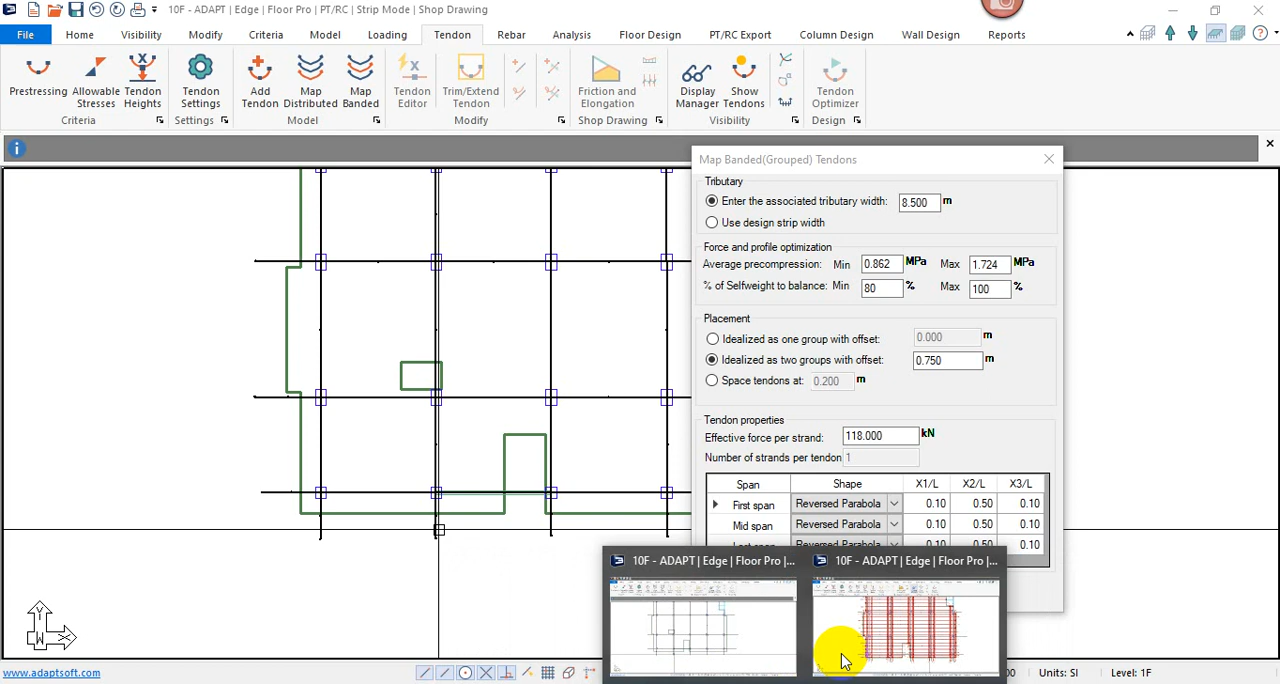 10F - ADAPT | Edge | Floor Pro | PT/RC | Strip Mode | Shop Drawing
File Home Visibility Modify Criteria Model Loading Tendon Rebar Analysis Floor Design PT/RC Export Column Design Wall Design Reports
Prestressing
Allowable
Stresses
Tendon
Heights
Criteria
Tendon
Settings
Settings
Add
Tendon
Map
Distributed
Map
Banded
Model
Tendon
Editor
Trim/Extend
Tendon
Modify
Friction and
Elongation
Shop Drawing
Display
Manager
Show
Tendons
Visibility
Tendon
Optimizer
Design
Map Banded(Grouped) Tendons
Tributary
Enter the associated tributary width: 8.500 m
Use design strip width
Force and profile optimization
Average precompression: Min 0.862 MPa Max 1.724 MPa
% of Selfweight to balance: Min 80 % Max 100 %
Placement
Idealized as one group with offset: 0.000 m
Idealized as two groups with offset: 0.750 m
Space tendons at: 0.200 m
Tendon properties
Effective force per strand: 118.000 kN
Number of strands per tendon 1
Span Shape X1/L X2/L X3/L
First span Reversed Parabola 0.10 0.50 0.10
Mid span Reversed Parabola 0.10 0.50 0.10
10F - ADAPT | Edge | Floor Pro |...
10F - ADAPT | Edge | Floor Pro |...
Y
W X
www.adaptsoft.com
Units: SI Level: 1F